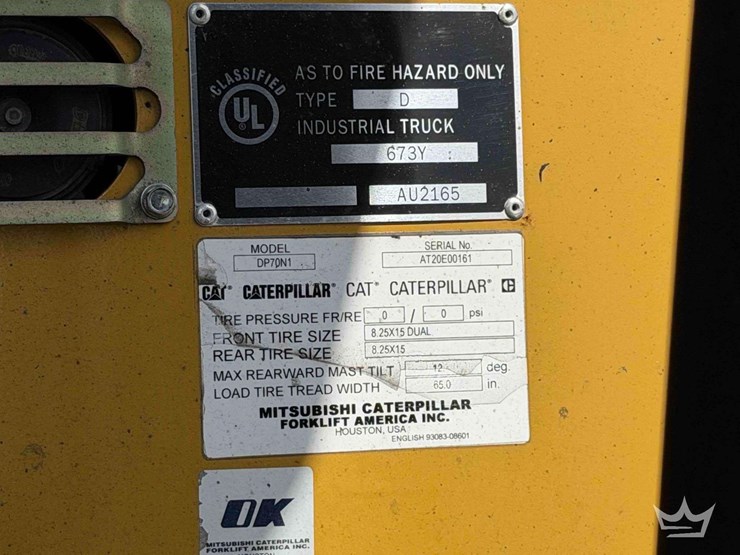 CLASSIFIED
UL
AS TO FIRE HAZARD ONLY
TYPE D
INDUSTRIAL TRUCK
673Y
AU2165
MODEL SERIAL No.
DP70N1 AT20E00161
CAT® CATERPILLAR® CAT® CATERPILLAR®
TIRE PRESSURE FR/RE 0 / 0 psi
FRONT TIRE SIZE 8.25X15 DUAL
REAR TIRE SIZE 8.25X15
MAX REARWARD MAST TILT 12 deg.
LOAD TIRE TREAD WIDTH 65.0 in.
MITSUBISHI CATERPILLAR
FORKLIFT AMERICA INC.
HOUSTON, USA
ENGLISH 93083-08601
OK
MITSUBISHI CATERPILLAR
FORKLIFT AMERICA INC.